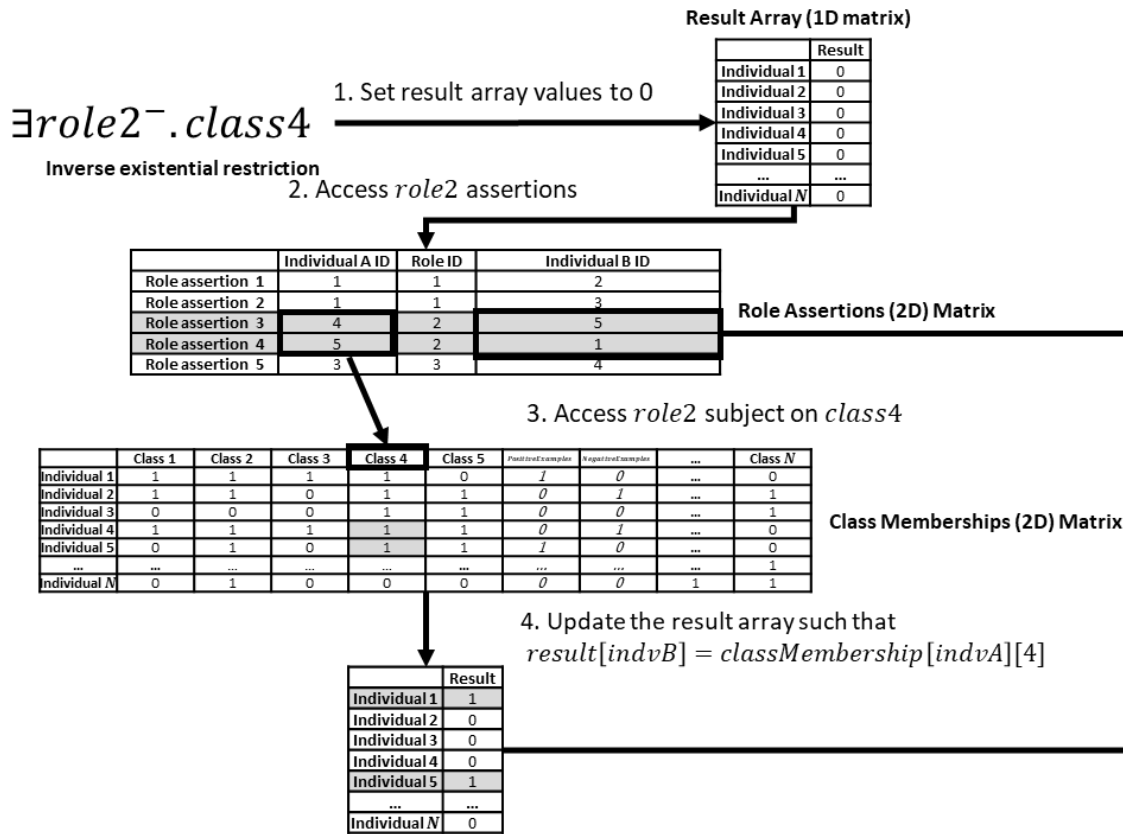 Result Array (1D matrix)
Result
Individual 1 0
Individual 2 0
Individual 3 0
Individual 4 0
Individual 5 0
... ...
Individual N 0
1. Set result array values to 0
∃role2⁻.class4
Inverse existential restriction
2. Access role2 assertions
Individual A ID Role ID Individual B ID
Role assertion 1 1 1 2
Role assertion 2 1 1 3
Role assertion 3 4 2 5
Role assertion 4 5 2 1
Role assertion 5 3 3 4
Role Assertions (2D) Matrix
3. Access role2 subject on class4
Class 1 Class 2 Class 3 Class 4 Class 5 PositiveExamples NegativeExamples ... Class N
Individual 1 1 1 1 1 0 1 0 ... 0
Individual 2 1 1 0 1 1 0 1 ... 1
Individual 3 0 0 0 1 1 0 0 ... 1
Individual 4 1 1 1 1 1 0 1 ... 0
Individual 5 0 1 0 1 1 1 0 ... 0
... ... ... ... ... ... ... ... ... 1
Individual N 0 1 0 0 0 0 0 1 1
Class Memberships (2D) Matrix
4. Update the result array such that
result[indvB] = classMembership[indvA][4]
Result
Individual 1 1
Individual 2 0
Individual 3 0
Individual 4 0
Individual 5 1
... ...
Individual N 0